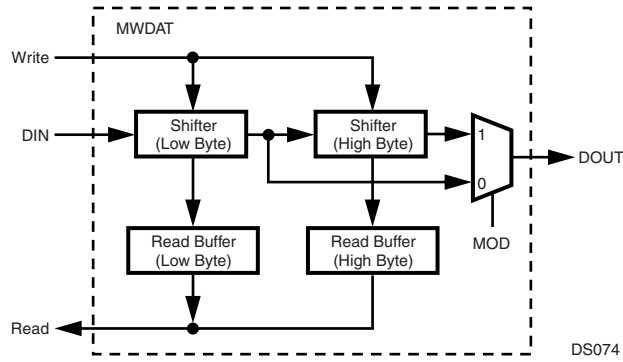 MWDAT
Write
DIN
Shifter
(Low Byte)
Shifter
(High Byte)
1
0
DOUT
MOD
Read Buffer
(Low Byte)
Read Buffer
(High Byte)
Read
DS074